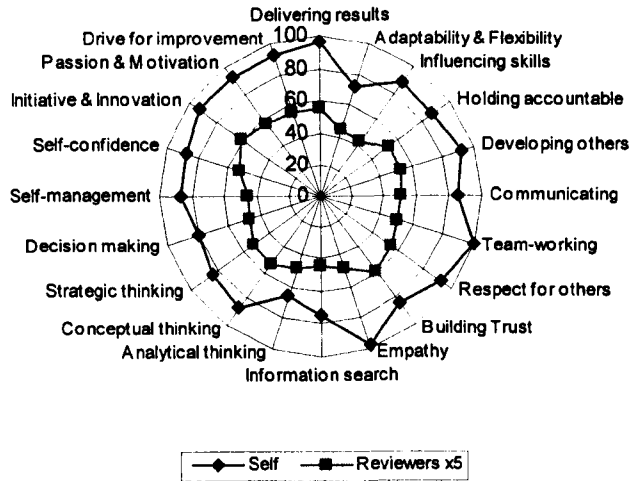 Delivering results
Drive for improvement
Adaptability & Flexibility
Passion & Motivation
Influencing skills
Initiative & Innovation
Holding accountable
Self-confidence
Developing others
Self-management
Communicating
Decision making
Team-working
Strategic thinking
Respect for others
Conceptual thinking
Building Trust
Analytical thinking
Empathy
Information search
100
80
60
40
20
0
Self
Reviewers x5